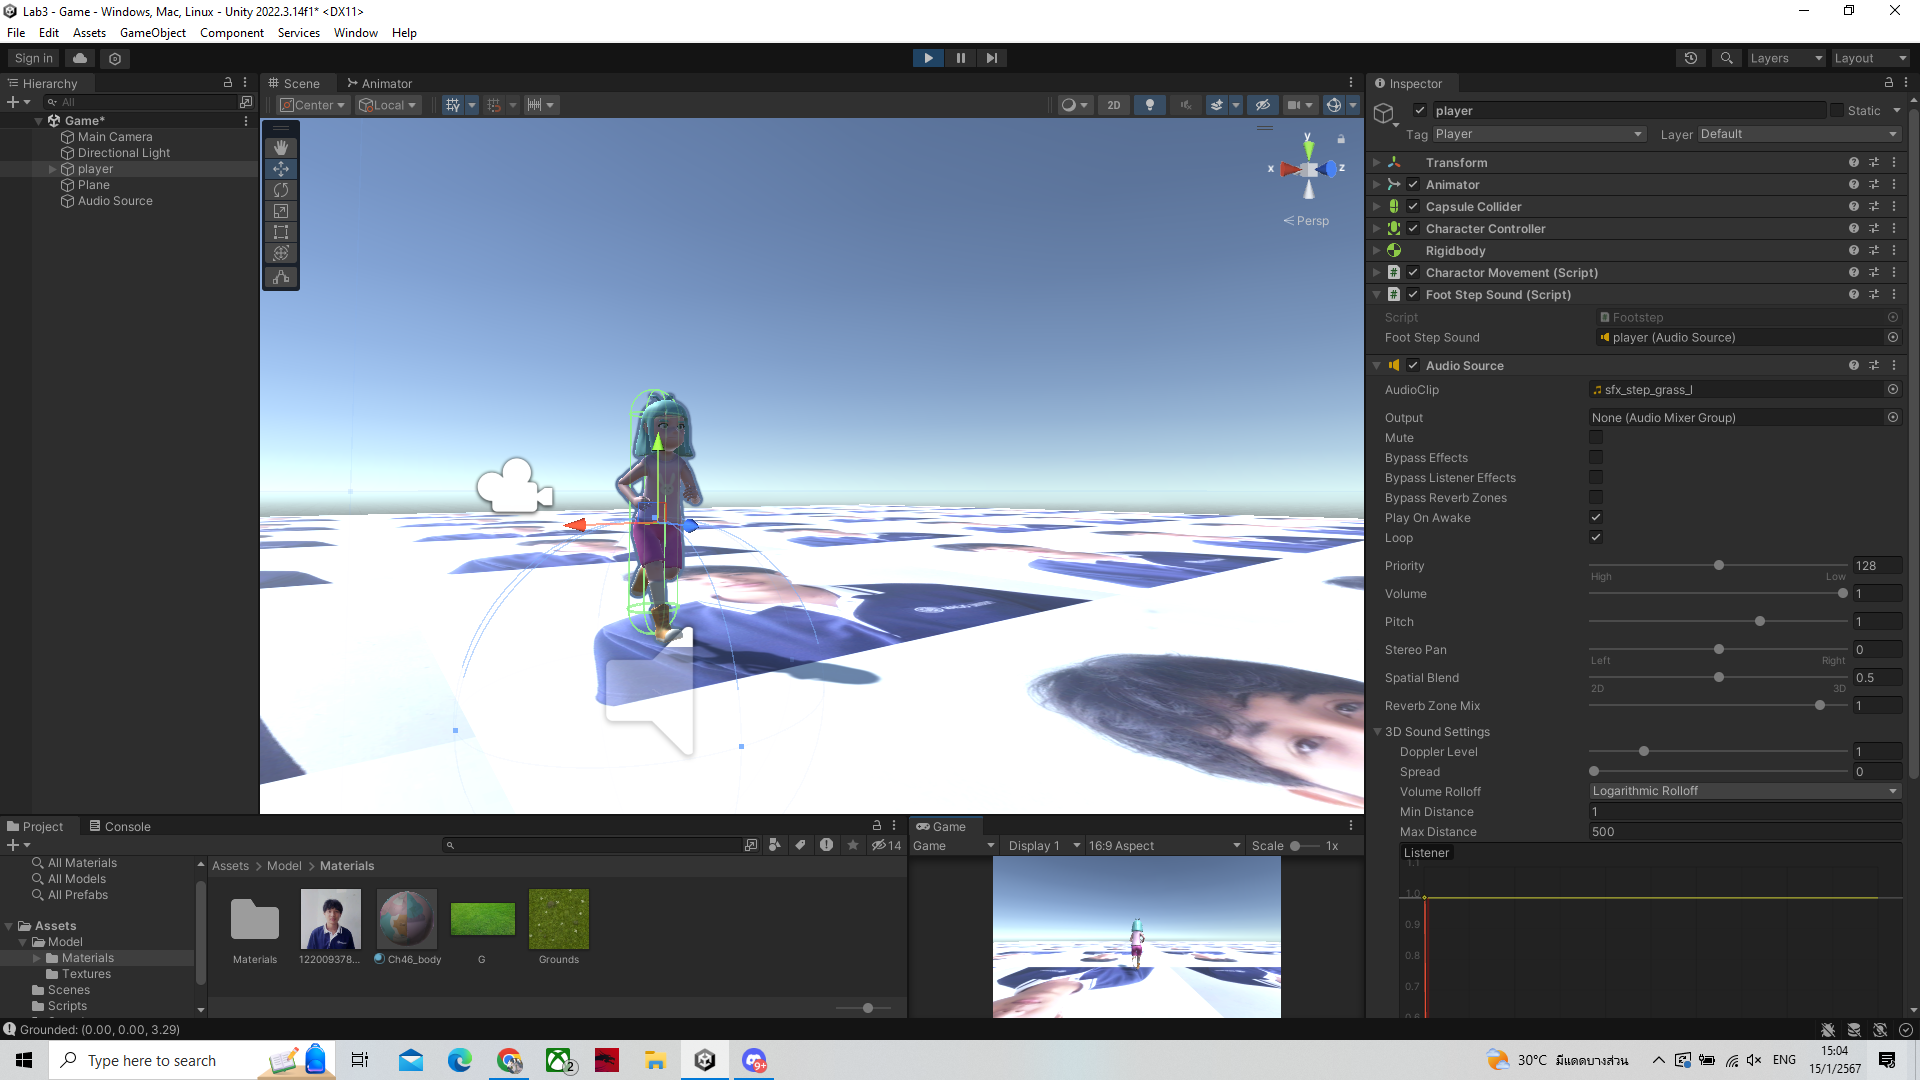 Lab3 - Game - Windows, Mac, Linux - Unity 2022.3.14f1* <DX11>
File Edit Assets GameObject Component Services Window Help
Sign in
Layers
Layout
Hierarchy
All
Game*
Main Camera
Directional Light
player
Plane
Audio Source
Scene
Animator
Center
Local
2D
y
x
z
Persp
Inspector
player
Static
Tag
Player
Layer
Default
Transform
Animator
Capsule Collider
Character Controller
Rigidbody
Charactor Movement (Script)
Foot Step Sound (Script)
Script
Footstep
Foot Step Sound
player (Audio Source)
Audio Source
AudioClip
sfx_step_grass_l
Output
None (Audio Mixer Group)
Mute
Bypass Effects
Bypass Listener Effects
Bypass Reverb Zones
Play On Awake
Loop
Priority
128
High
Low
Volume
1
Pitch
1
Stereo Pan
0
Left
Right
Spatial Blend
0.5
2D
3D
Reverb Zone Mix
1
3D Sound Settings
Doppler Level
1
Spread
0
Volume Rolloff
Logarithmic Rolloff
Min Distance
1
Max Distance
500
Listener
1.1
1.0
0.9
0.8
0.7
0.6
Project
Console
14
All Materials
All Models
All Prefabs
Assets
Model
Materials
Textures
Scenes
Scripts
Assets > Model > Materials
Materials
122009378...
Ch46_body
G
Grounds
Game
Game
Display 1
16:9 Aspect
Scale
1x
Grounded: (0.00, 0.00, 3.29)
Type here to search
2
9+
30°C มีแดดบางส่วน
ENG
15:04
15/1/2567